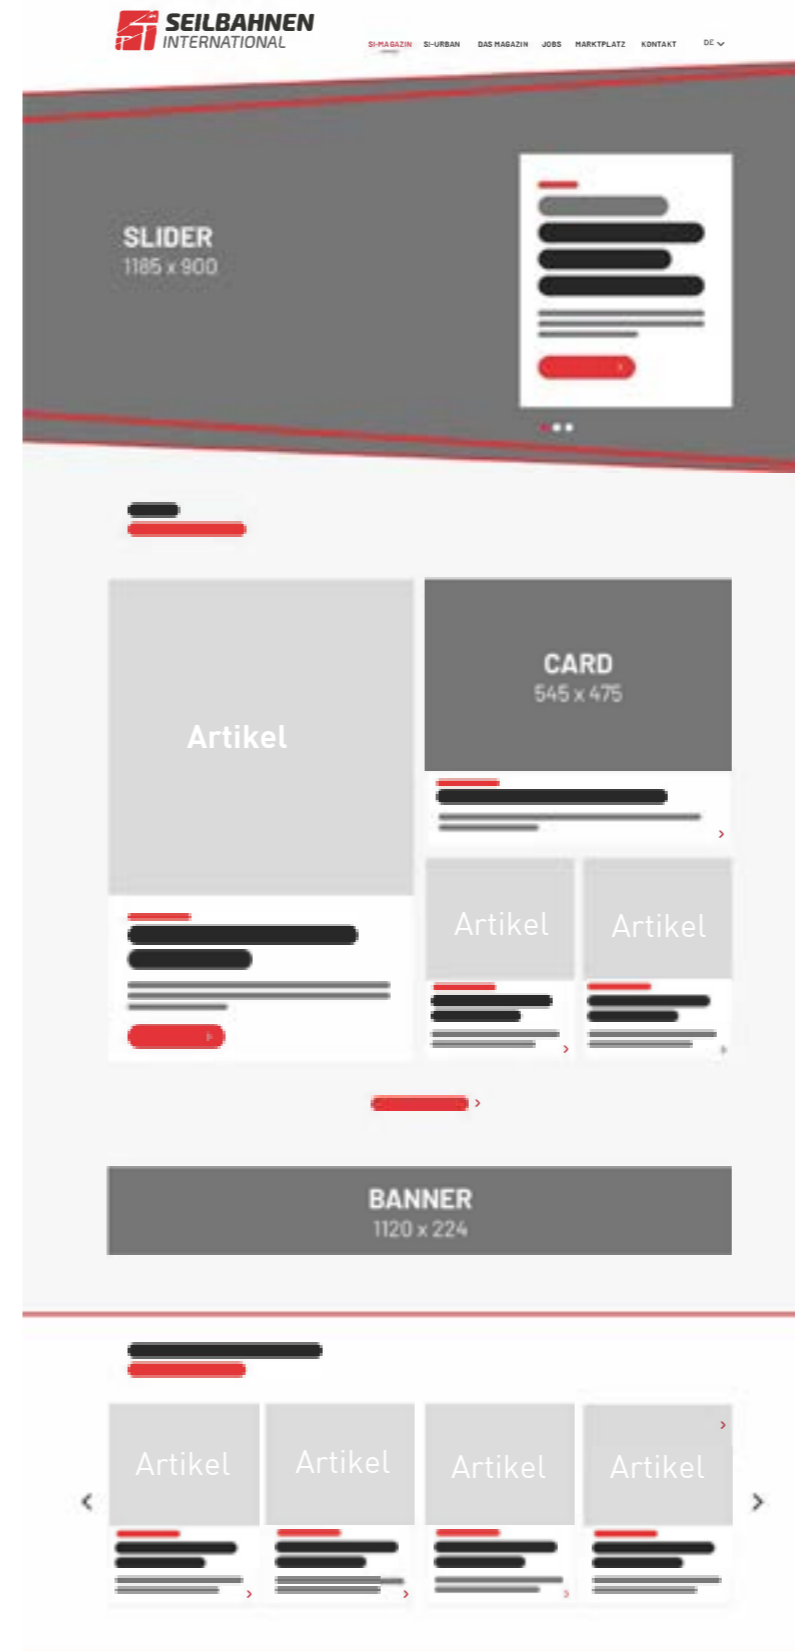 SEILBAHNEN
INTERNATIONAL
SI-MAGAZIN SI-URBAN DAS MAGAZIN JOBS MARKTPLATZ KONTAKT DE
SLIDER
1185 x 900
Artikel
CARD
545 x 475
Artikel
Artikel
BANNER
1120 x 224
Artikel
Artikel
Artikel
Artikel